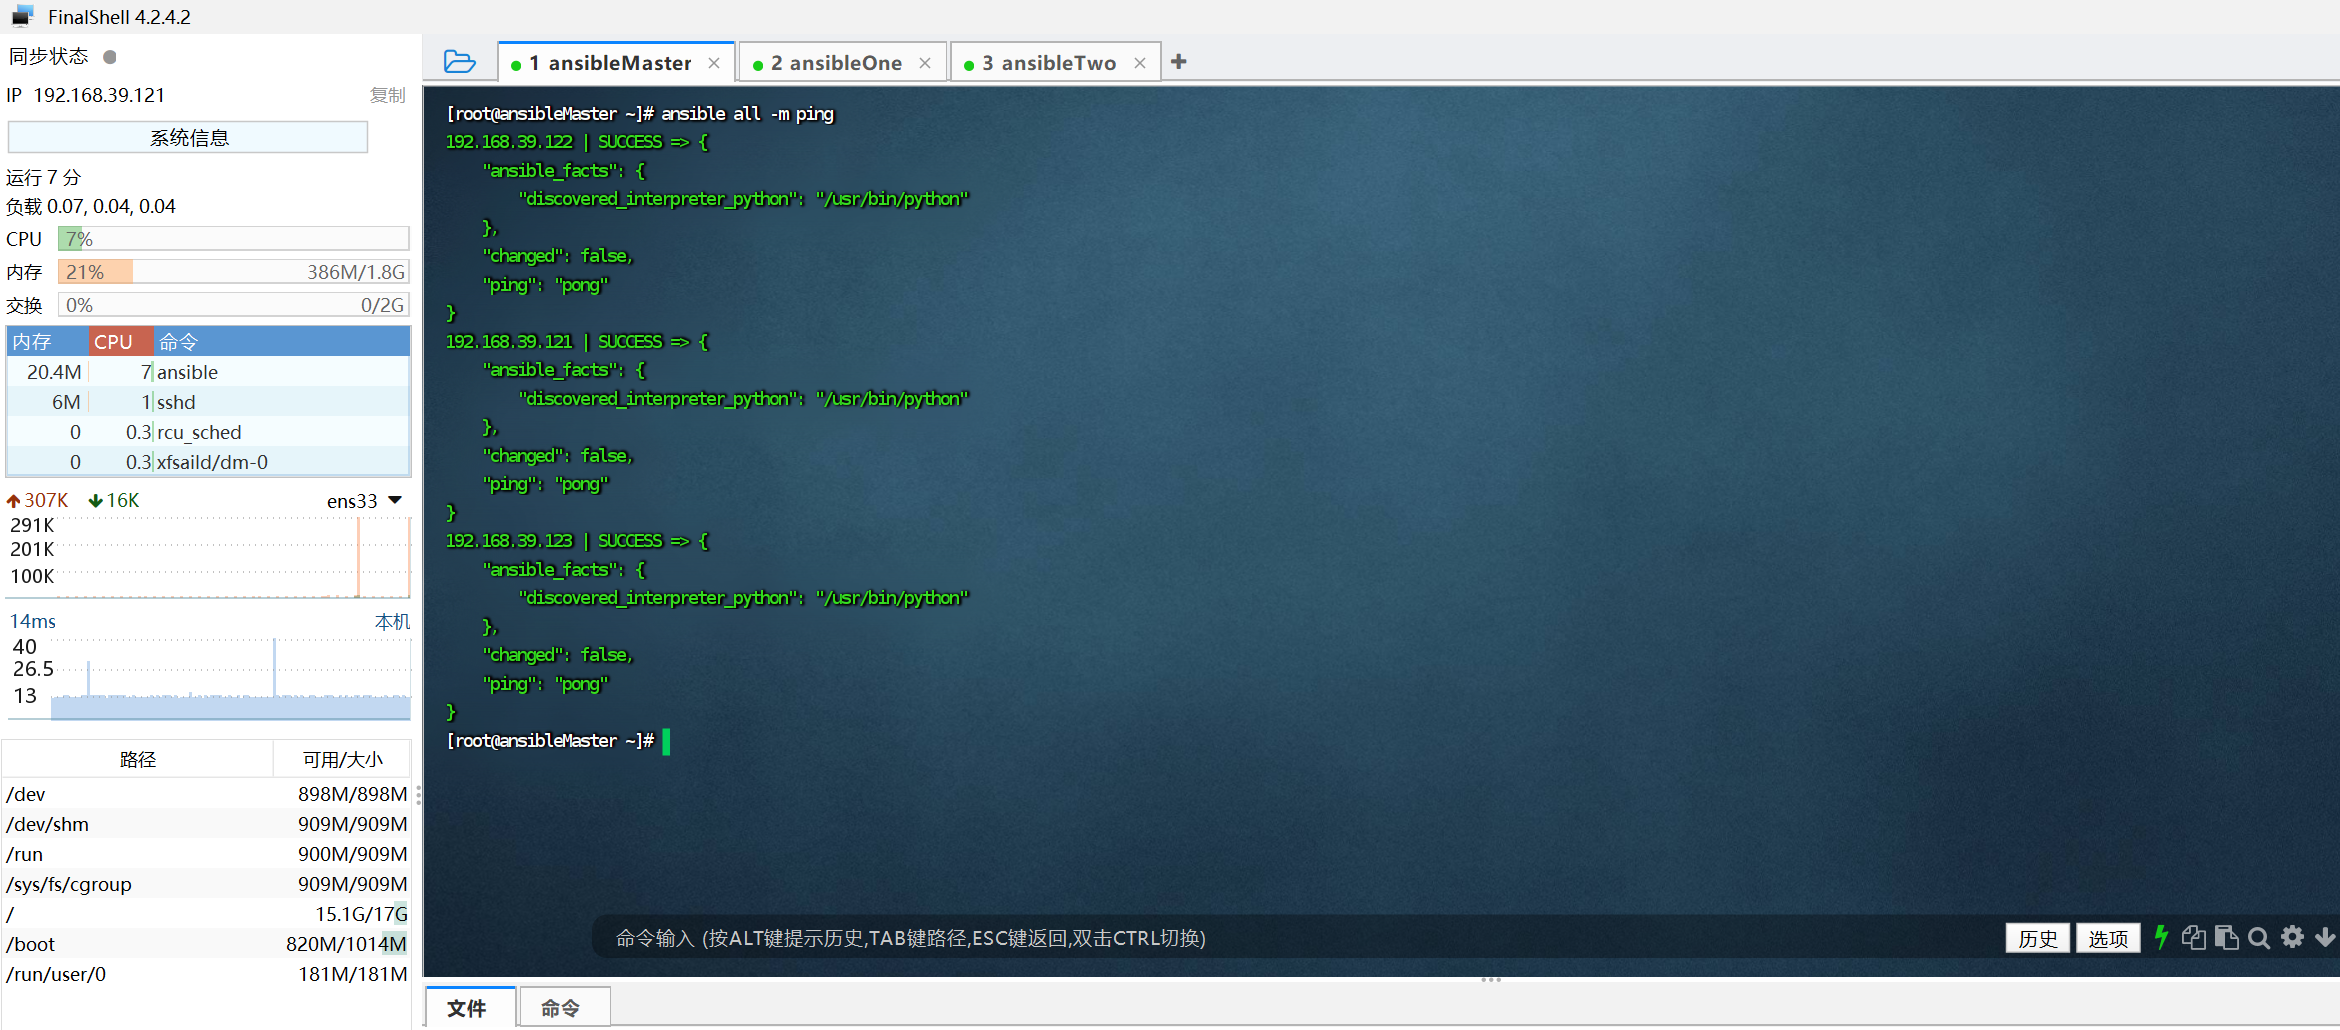 FinalShell 4.2.4.2
同步状态
IP 192.168.39.121 复制
系统信息
运行 7 分
负载 0.07, 0.04, 0.04
CPU 7%
内存 21% 386M/1.8G
交换 0% 0/2G
内存 CPU 命令
20.4M 7 ansible
6M 1 sshd
0 0.3 rcu_sched
0 0.3 xfsaild/dm-0
307K 16K ens33
291K
201K
100K
14ms 本机
40
26.5
13
路径 可用/大小
/dev 898M/898M
/dev/shm 909M/909M
/run 900M/909M
/sys/fs/cgroup 909M/909M
/ 15.1G/17G
/boot 820M/1014M
/run/user/0 181M/181M
1 ansibleMaster 2 ansibleOne 3 ansibleTwo
[root@ansibleMaster ~]# ansible all -m ping
192.168.39.122 | SUCCESS => {
    "ansible_facts": {
        "discovered_interpreter_python": "/usr/bin/python"
    },
    "changed": false,
    "ping": "pong"
}
192.168.39.121 | SUCCESS => {
    "ansible_facts": {
        "discovered_interpreter_python": "/usr/bin/python"
    },
    "changed": false,
    "ping": "pong"
}
192.168.39.123 | SUCCESS => {
    "ansible_facts": {
        "discovered_interpreter_python": "/usr/bin/python"
    },
    "changed": false,
    "ping": "pong"
}
[root@ansibleMaster ~]#
命令输入 (按ALT键提示历史,TAB键路径,ESC键返回,双击CTRL切换) 历史 选项
文件 命令